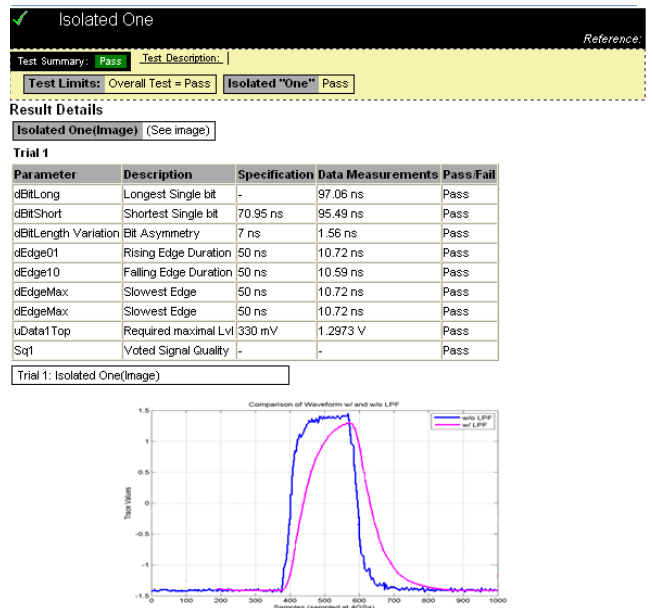 Isolated One
Reference:
Test Summary: Pass Test Description:
Test Limits: Overall Test = Pass Isolated "One" Pass
Result Details
Isolated One(Image) (See image)
Trial 1
Parameter Description Specification Data Measurements Pass/Fail
dBitLong Longest Single bit - 97.06 ns Pass
dBitShort Shortest Single bit 70.95 ns 95.49 ns Pass
dBitLength Variation Bit Asymmetry 7 ns 1.56 ns Pass
dEdge01 Rising Edge Duration 50 ns 10.72 ns Pass
dEdge10 Falling Edge Duration 50 ns 10.59 ns Pass
dEdgeMax Slowest Edge 50 ns 10.72 ns Pass
dEdgeMax Slowest Edge 50 ns 10.72 ns Pass
uData1Top Required maximal Lvl 330 mV 1.2973 V Pass
Sq1 Voted Signal Quality - - Pass
Trial 1: Isolated One(Image)
Comparison of Waveform w/ and w/o LPF
w/o LPF
w/ LPF
Trace Values
1.5
1
0.5
0
-0.5
-1
-1.5
0 100 200 300 400 500 600 700 800 900 1000
Samples (sampled at 4GSa)